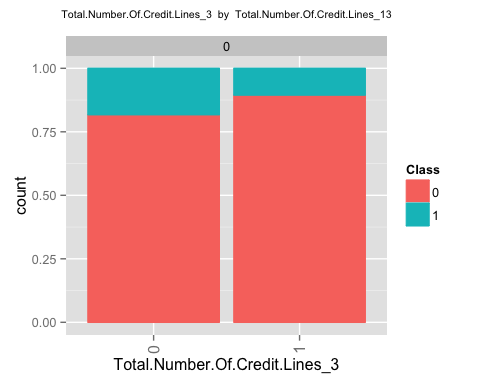 Total.Number.Of.Credit.Lines_3 by Total.Number.Of.Credit.Lines_13
0
1.00
0.75
0.50
0.25
0.00
count
0
1
Total.Number.Of.Credit.Lines_3
Class
0
1